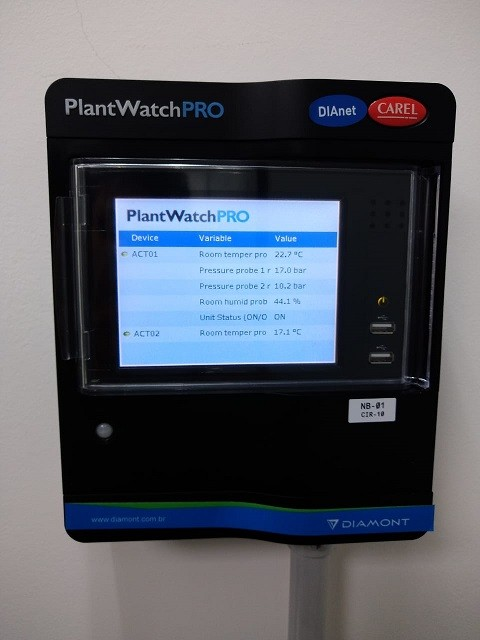 PlantWatchPRO
DIAnet CAREL
PlantWatchPRO
Device Variable Value
ACT01 Room temper pro 22.7 ºC
Pressure probe 1 r 17.0 bar
Pressure probe 2 r 10.2 bar
Room humid prob 44.1 %
Unit Status (ON/O ON
ACT02 Room temper pro 17.1 ºC
NB-01
CIR-10
www.diamont.com.br DIAMONT